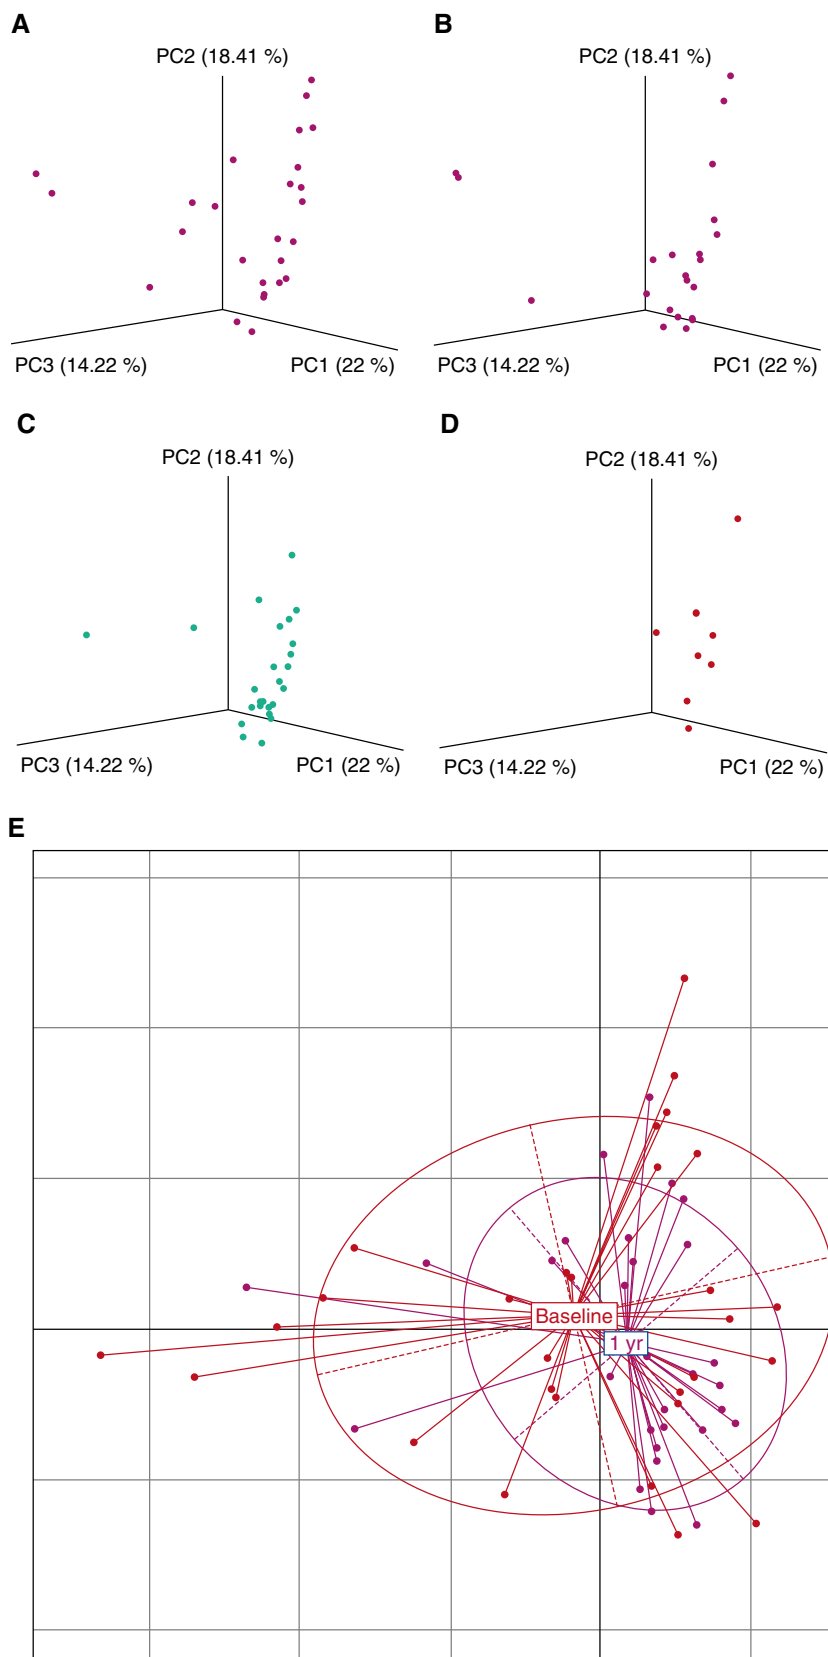 A
B
PC2 (18.41 %)
PC2 (18.41 %)
PC3 (14.22 %)
PC1 (22 %)
PC3 (14.22 %)
PC1 (22 %)
C
D
PC2 (18.41 %)
PC2 (18.41 %)
PC3 (14.22 %)
PC1 (22 %)
PC3 (14.22 %)
PC1 (22 %)
E
Baseline
1 yr